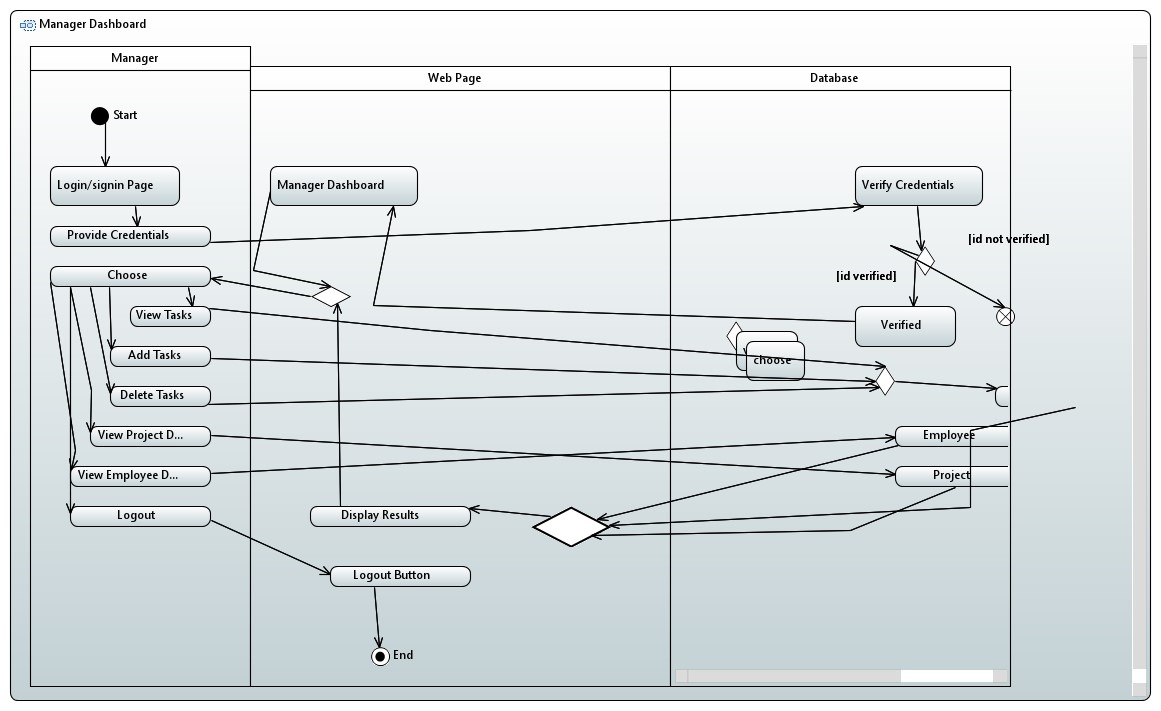 Manager Dashboard
Manager
Web Page
Database
Start
Login/signin Page
Manager Dashboard
Verify Credentials
Provide Credentials
[id not verified]
Choose
[id verified]
View Tasks
Verified
Add Tasks
choose
Delete Tasks
View Project D...
Employee
View Employee D...
Project
Logout
Display Results
Logout Button
End